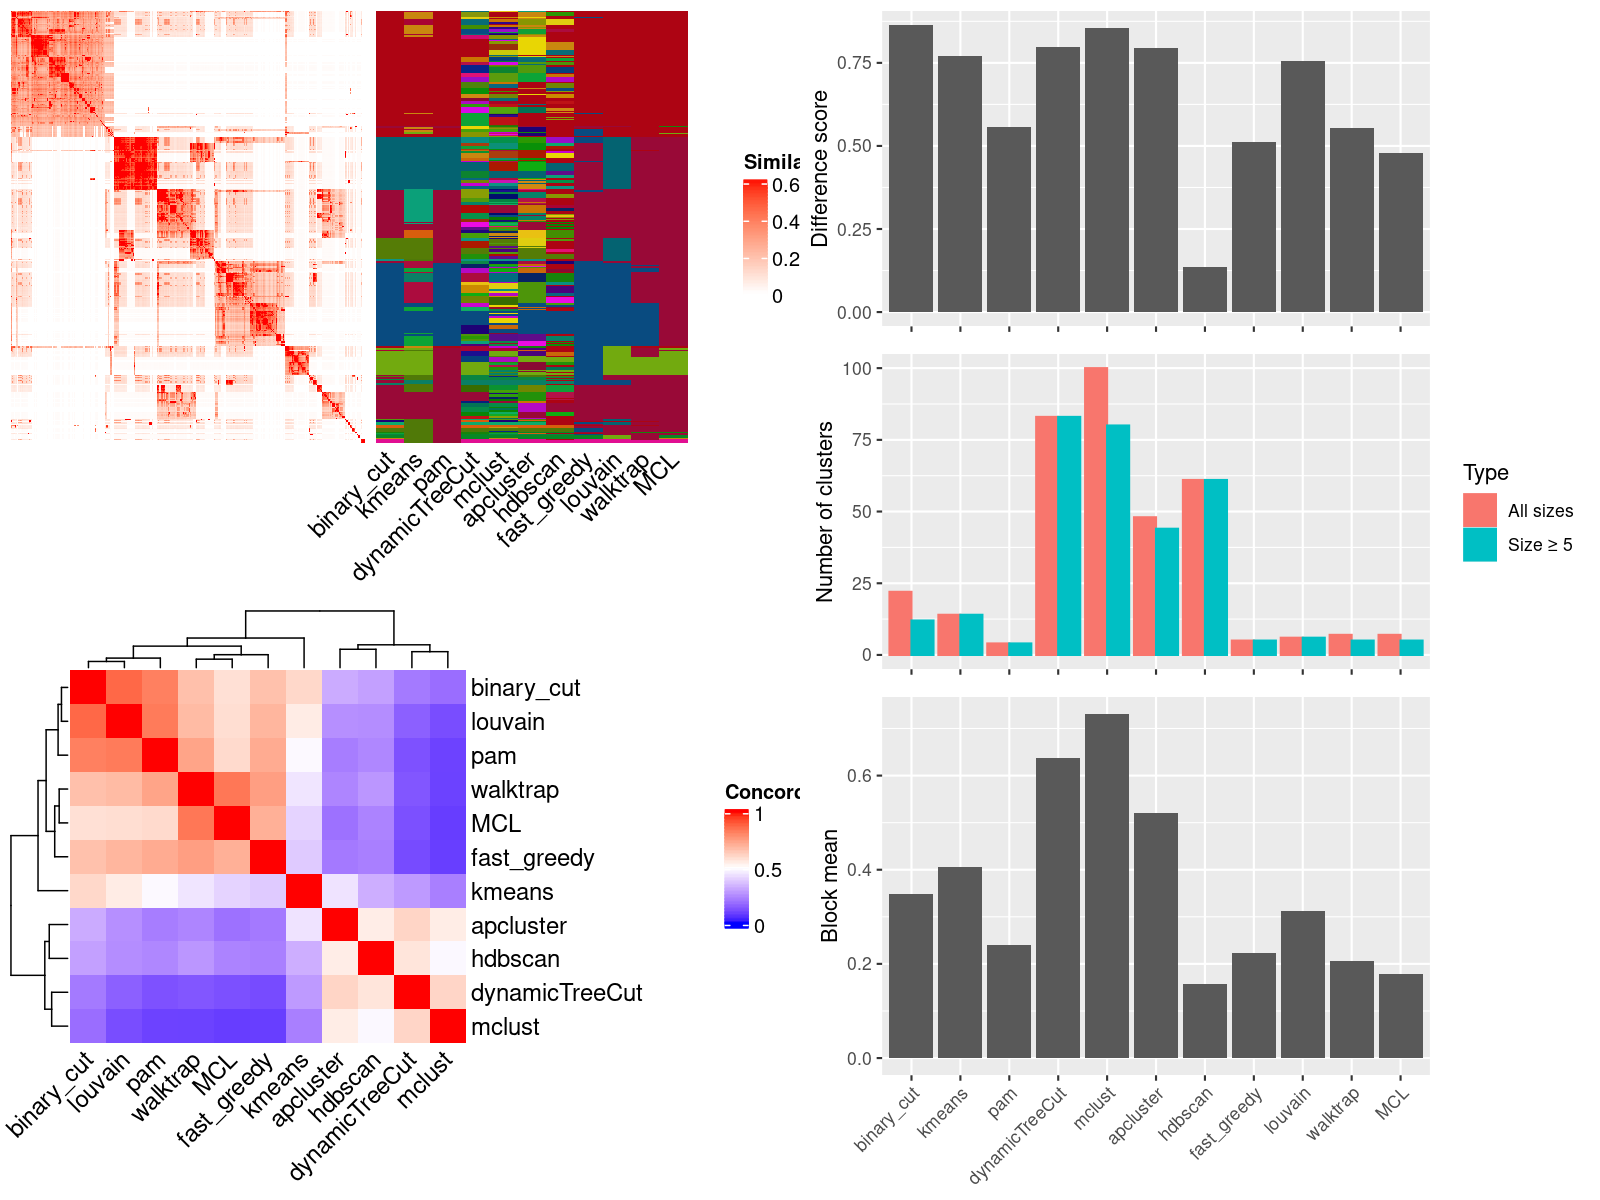 Simila
0.6
0.4
0.2
0
binary_cut
kmeans
pam
dynamicTreeCut
mclust
apcluster
hdbscan
fast_greedy
louvain
walktrap
MCL
binary_cut
louvain
pam
walktrap
MCL
fast_greedy
kmeans
apcluster
hdbscan
dynamicTreeCut
mclust
Concord
1
0.5
0
binary_cut
louvain
pam
walktrap
MCL
fast_greedy
kmeans
apcluster
hdbscan
dynamicTreeCut
mclust
Difference score
0.75
0.50
0.25
0.00
Number of clusters
100
75
50
25
0
Type
All sizes
Size ≥ 5
Block mean
0.6
0.4
0.2
0.0
binary_cut
kmeans
pam
dynamicTreeCut
mclust
apcluster
hdbscan
fast_greedy
louvain
walktrap
MCL